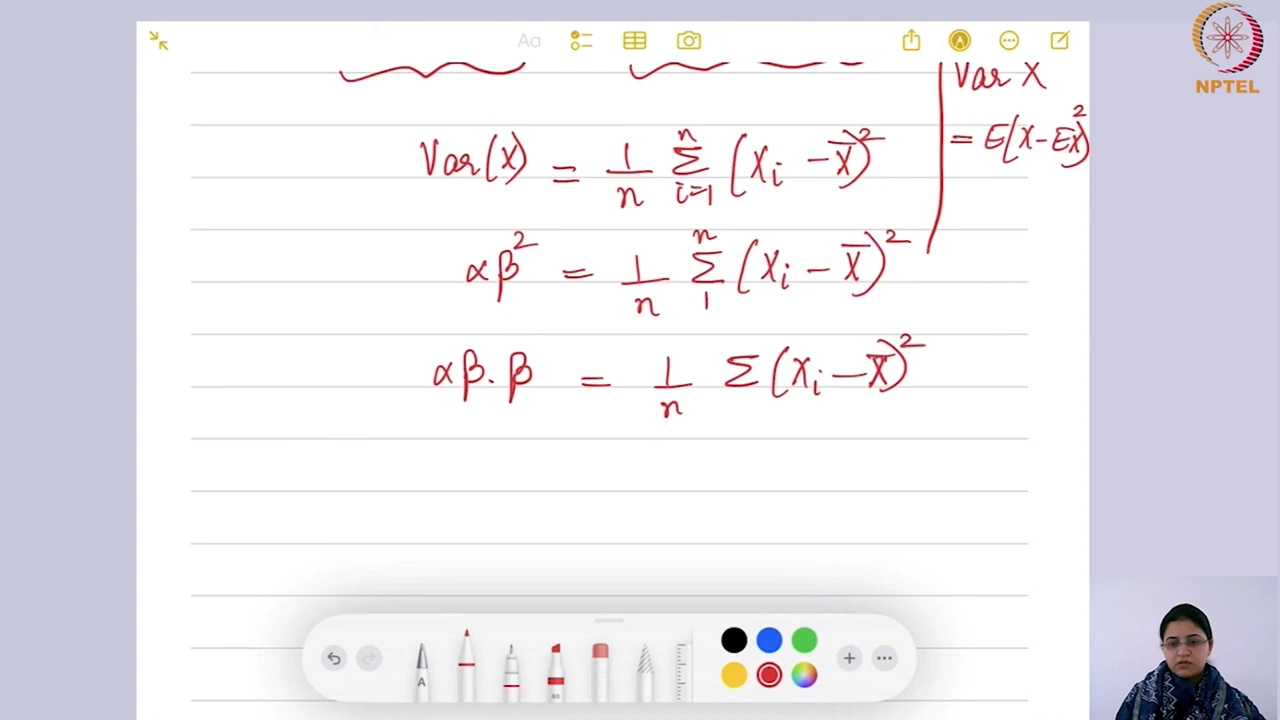 Aa
NPTEL
Var X
= E(X - EX)²
Var(X) = 1/n Σ_{i=1}^{n} (X_i - X̄)²
αβ² = 1/n Σ_{1}^{n} (X_i - X̄)²
αβ.β = 1/n Σ (X_i - X̄)²
A